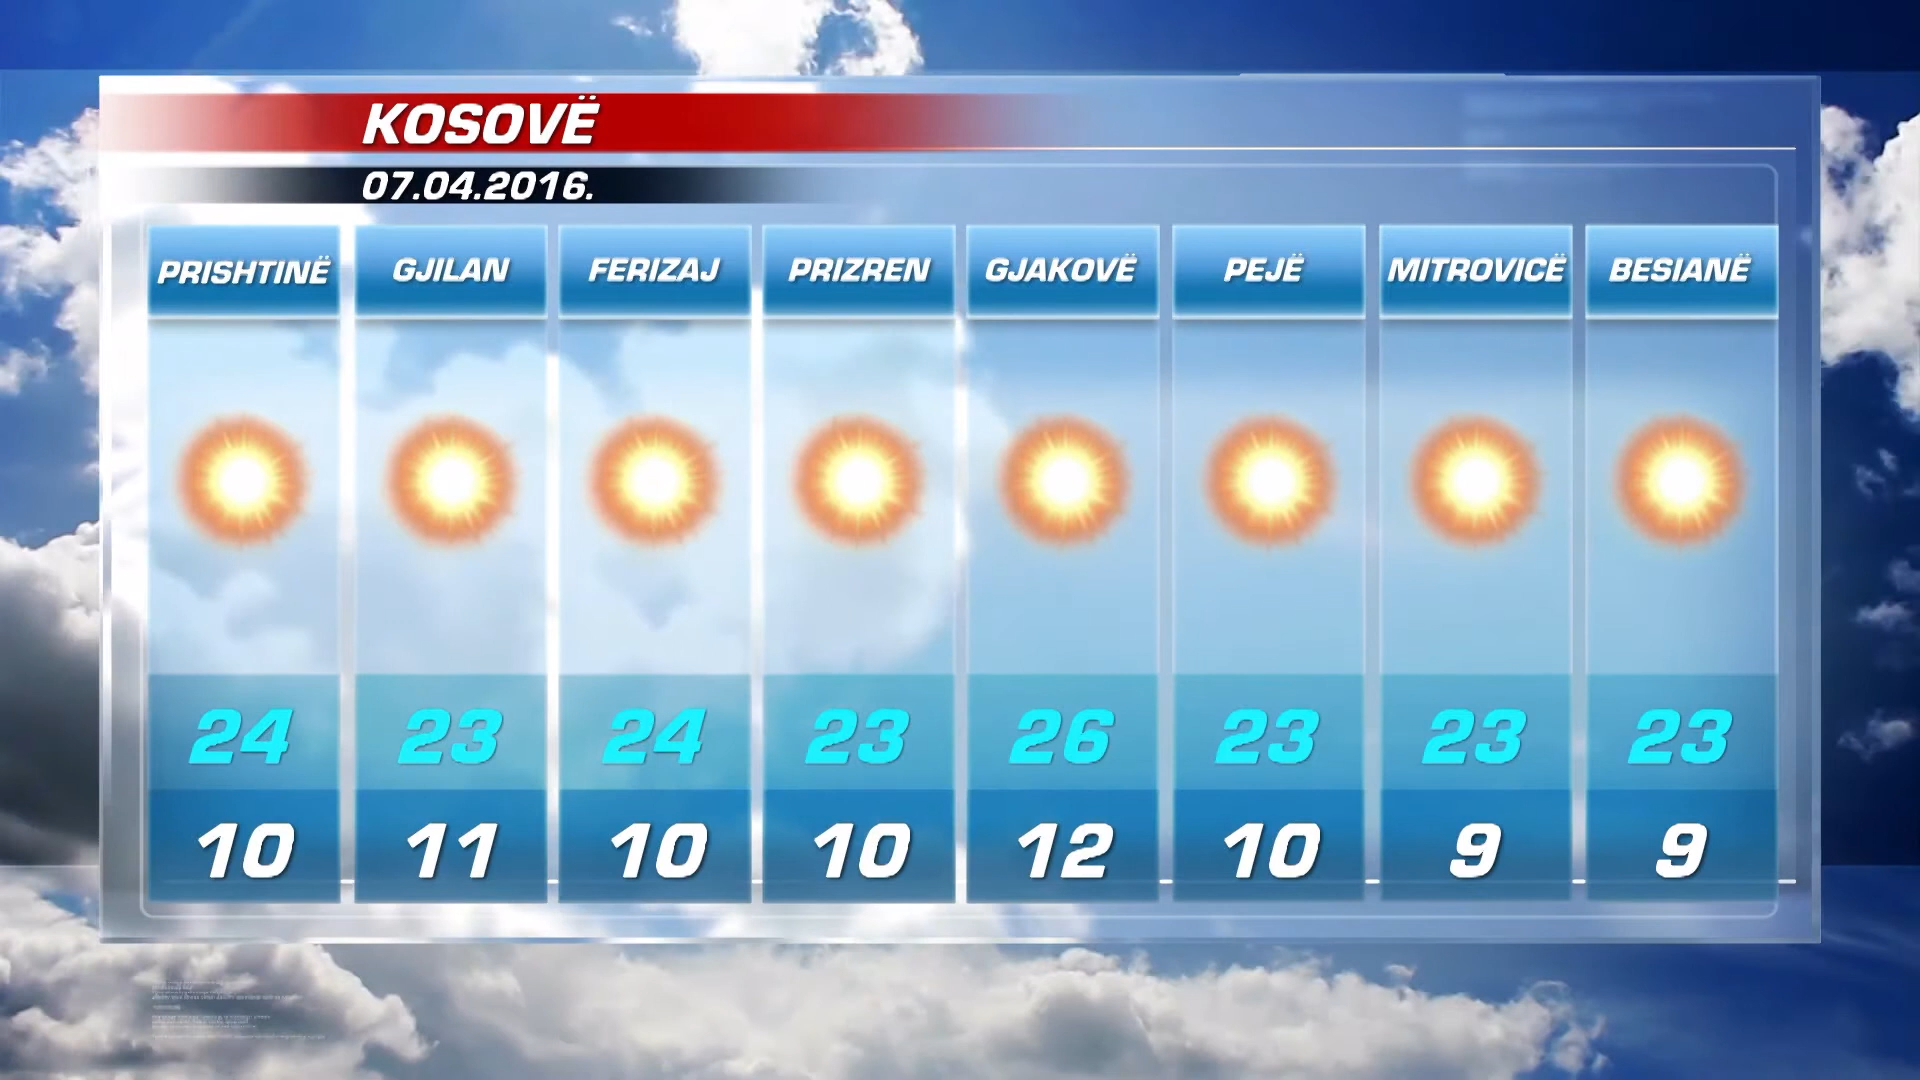 KOSOVË
07.04.2016.
PRISHTINË GJILAN FERIZAJ PRIZREN GJAKOVË PEJË MITROVICË BESIANË
24 23 24 23 26 23 23 23
10 11 10 10 12 10 9 9